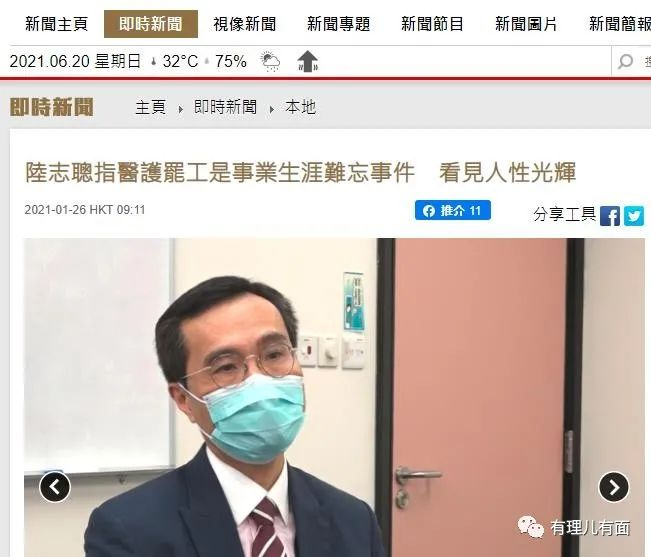 新聞主頁 即時新聞 視像新聞 新聞專題 新聞節目 新聞圖片 新聞簡報
2021.06.20 星期日 32°C 75%
即時新聞 主頁 即時新聞 本地
陸志聰指醫護罷工是事業生涯難忘事件 看見人性光輝
2021-01-26 HKT 09:11 推介 11 分享工具
有理儿有面